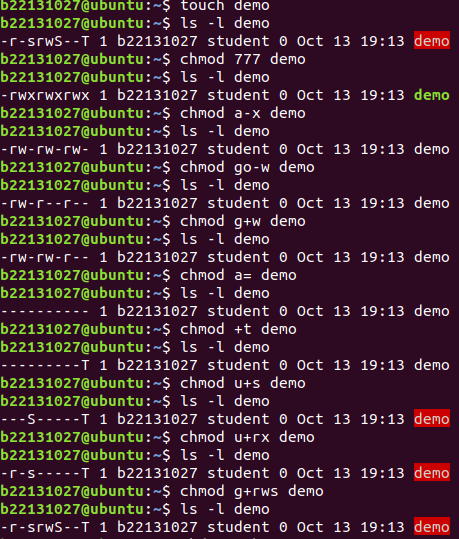 b22131027@ubuntu:~$ touch demo
b22131027@ubuntu:~$ ls -l demo
-r-srwS--T 1 b22131027 student 0 Oct 13 19:13 demo
b22131027@ubuntu:~$ chmod 777 demo
b22131027@ubuntu:~$ ls -l demo
-rwxrwxrwx 1 b22131027 student 0 Oct 13 19:13 demo
b22131027@ubuntu:~$ chmod a-x demo
b22131027@ubuntu:~$ ls -l demo
-rw-rw-rw- 1 b22131027 student 0 Oct 13 19:13 demo
b22131027@ubuntu:~$ chmod go-w demo
b22131027@ubuntu:~$ ls -l demo
-rw-r--r-- 1 b22131027 student 0 Oct 13 19:13 demo
b22131027@ubuntu:~$ chmod g+w demo
b22131027@ubuntu:~$ ls -l demo
-rw-rw-r-- 1 b22131027 student 0 Oct 13 19:13 demo
b22131027@ubuntu:~$ chmod a= demo
b22131027@ubuntu:~$ ls -l demo
---------- 1 b22131027 student 0 Oct 13 19:13 demo
b22131027@ubuntu:~$ chmod +t demo
b22131027@ubuntu:~$ ls -l demo
---------T 1 b22131027 student 0 Oct 13 19:13 demo
b22131027@ubuntu:~$ chmod u+s demo
b22131027@ubuntu:~$ ls -l demo
---S-----T 1 b22131027 student 0 Oct 13 19:13 demo
b22131027@ubuntu:~$ chmod u+rx demo
b22131027@ubuntu:~$ ls -l demo
-r-s-----T 1 b22131027 student 0 Oct 13 19:13 demo
b22131027@ubuntu:~$ chmod g+rws demo
b22131027@ubuntu:~$ ls -l demo
-r-srwS--T 1 b22131027 student 0 Oct 13 19:13 demo